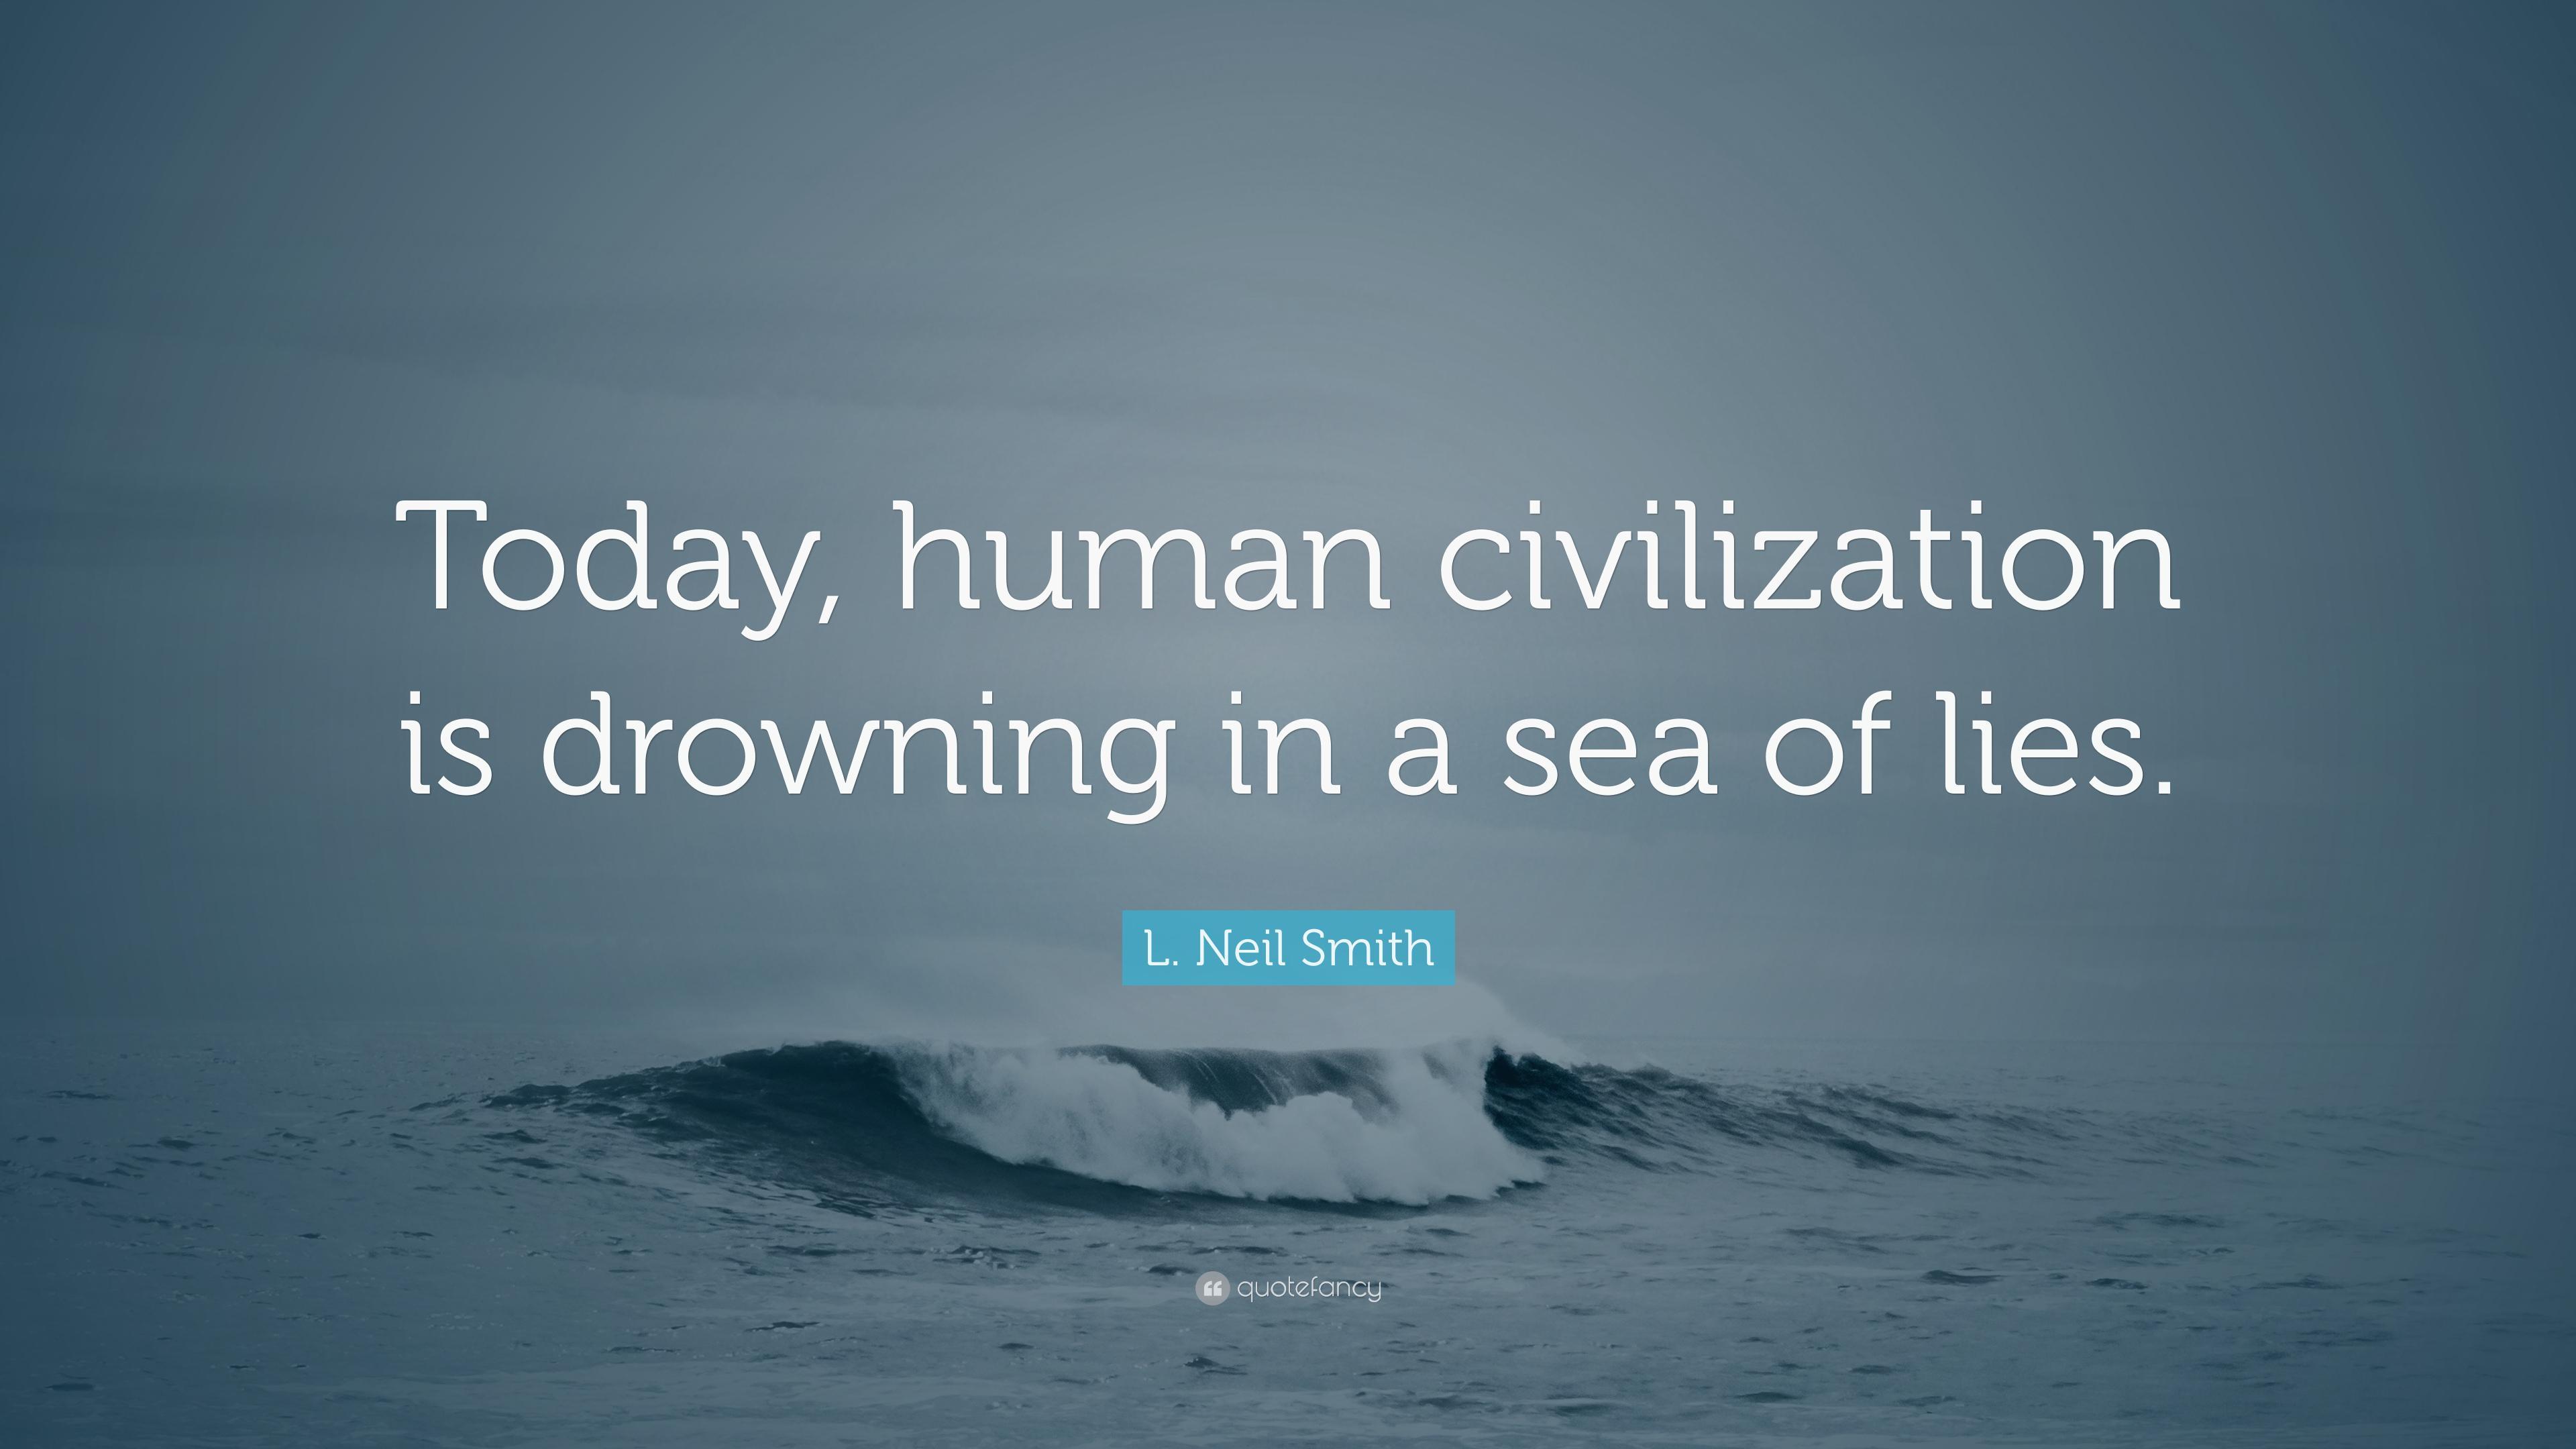 Today, human civilization
is drowning in a sea of lies.
L. Neil Smith
quotefancy